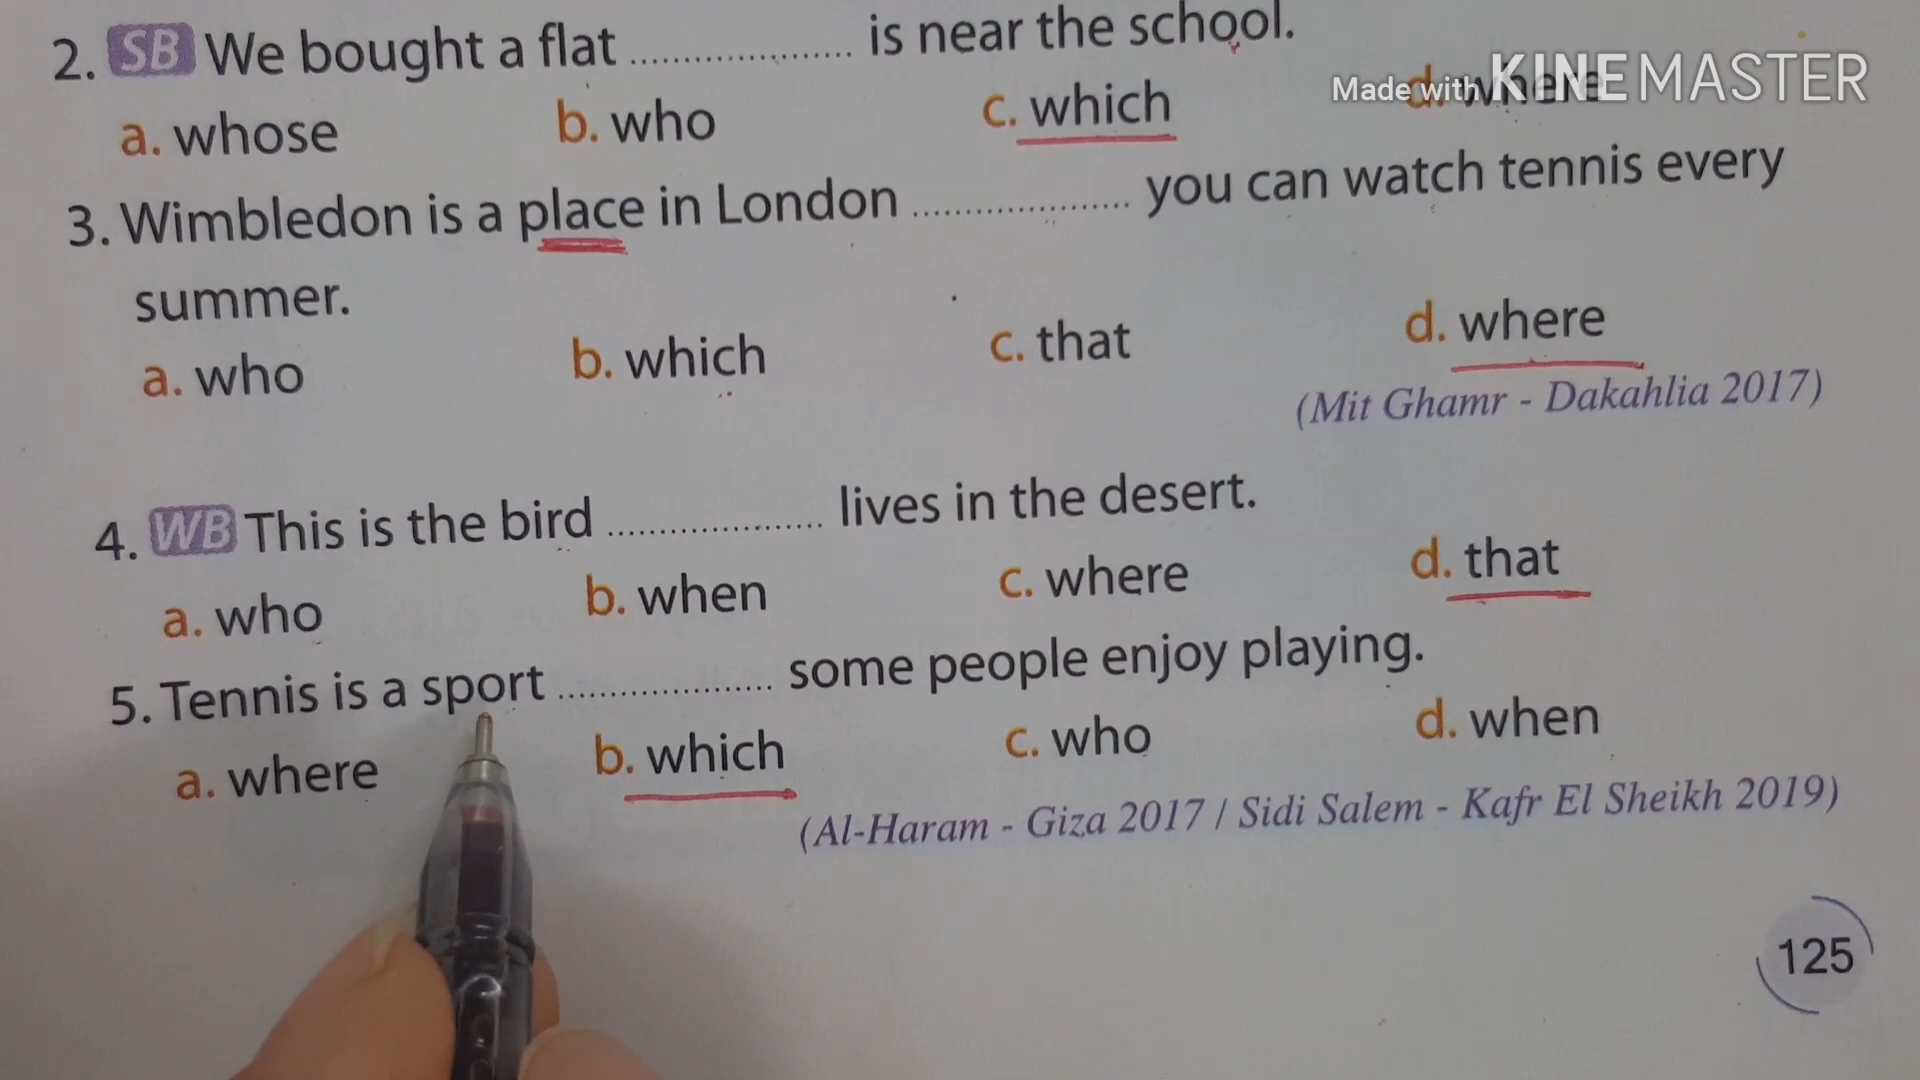 2. SB We bought a flat .................... is near the school.
Made with KINEMASTER
a. whose b. who c. which d. where
3. Wimbledon is a place in London .................... you can watch tennis every
summer.
a. who b. which c. that d. where
(Mit Ghamr - Dakahlia 2017)
4. WB This is the bird .................... lives in the desert.
a. who b. when c. where d. that
5. Tennis is a sport .................... some people enjoy playing.
a. where b. which c. who d. when
(Al-Haram - Giza 2017 / Sidi Salem - Kafr El Sheikh 2019)
125